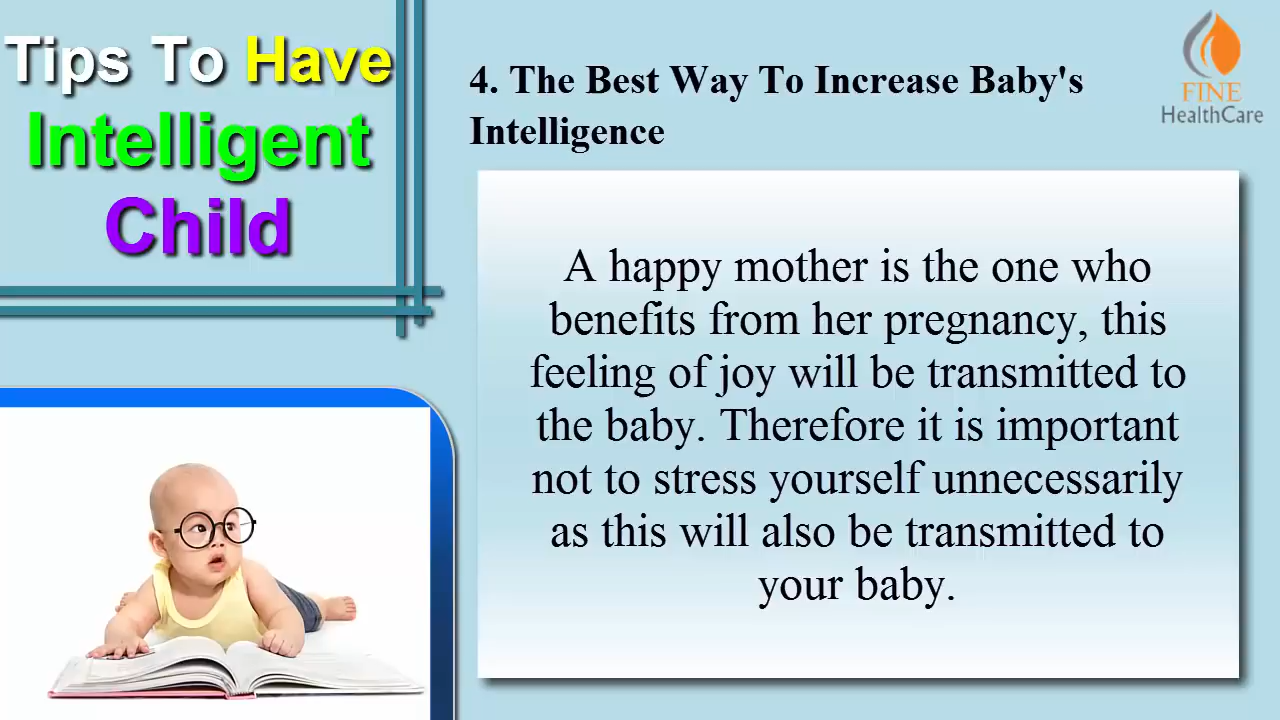 Tips To Have
Intelligent
Child
4. The Best Way To Increase Baby's
Intelligence
FINE
HealthCare
A happy mother is the one who
benefits from her pregnancy, this
feeling of joy will be transmitted to
the baby. Therefore it is important
not to stress yourself unnecessarily
as this will also be transmitted to
your baby.